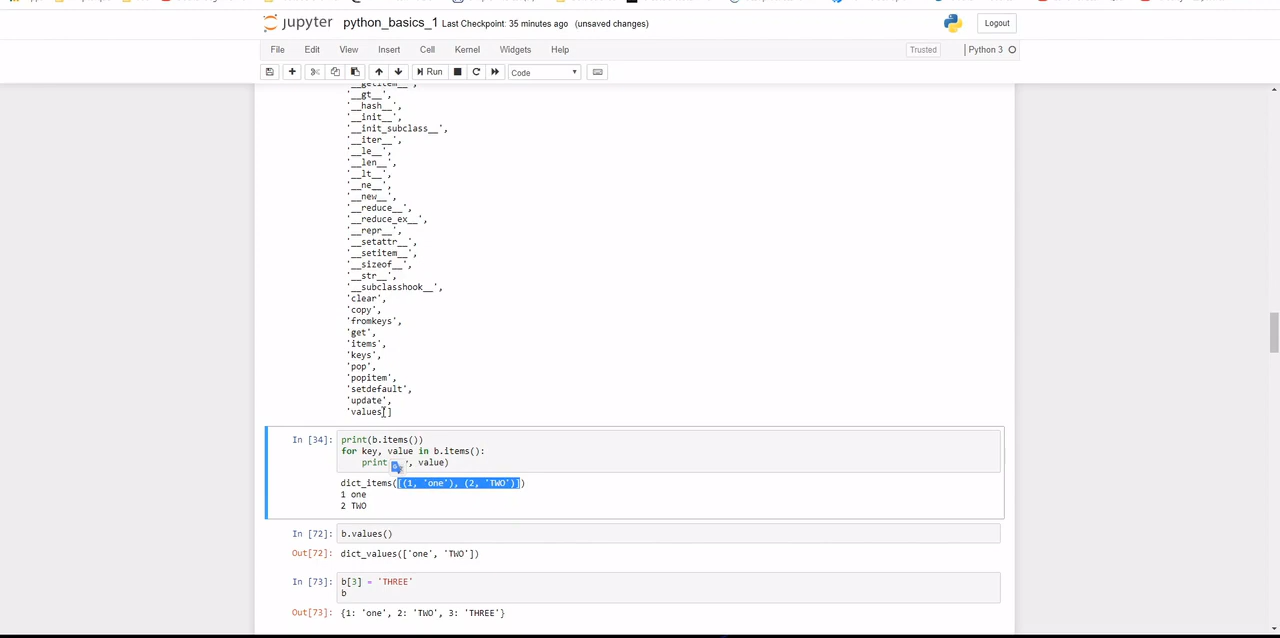 jupyter python_basics_1 Last Checkpoint: 35 minutes ago (unsaved changes) Logout
File Edit View Insert Cell Kernel Widgets Help Trusted Python 3
Run Code
'__getitem__',
'__gt__',
'__hash__',
'__init__',
'__init_subclass__',
'__iter__',
'__le__',
'__len__',
'__lt__',
'__ne__',
'__new__',
'__reduce__',
'__reduce_ex__',
'__repr__',
'__setattr__',
'__setitem__',
'__sizeof__',
'__str__',
'__subclasshook__',
'clear',
'copy',
'fromkeys',
'get',
'items',
'keys',
'pop',
'popitem',
'setdefault',
'update',
'values']
In [34]: print(b.items())
for key, value in b.items():
print , value)
dict_items([(1, 'one'), (2, 'TWO')])
1 one
2 TWO
In [72]: b.values()
Out[72]: dict_values(['one', 'TWO'])
In [73]: b[3] = 'THREE'
b
Out[73]: {1: 'one', 2: 'TWO', 3: 'THREE'}